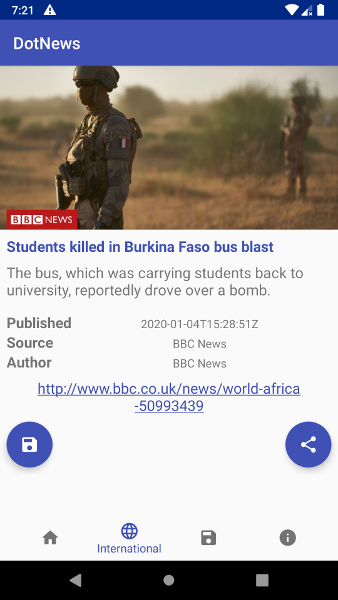 7:21
DotNews
BBC NEWS
Students killed in Burkina Faso bus blast
The bus, which was carrying students back to
university, reportedly drove over a bomb.
Published 2020-01-04T15:28:51Z
Source BBC News
Author BBC News
http://www.bbc.co.uk/news/world-africa
-50993439
International